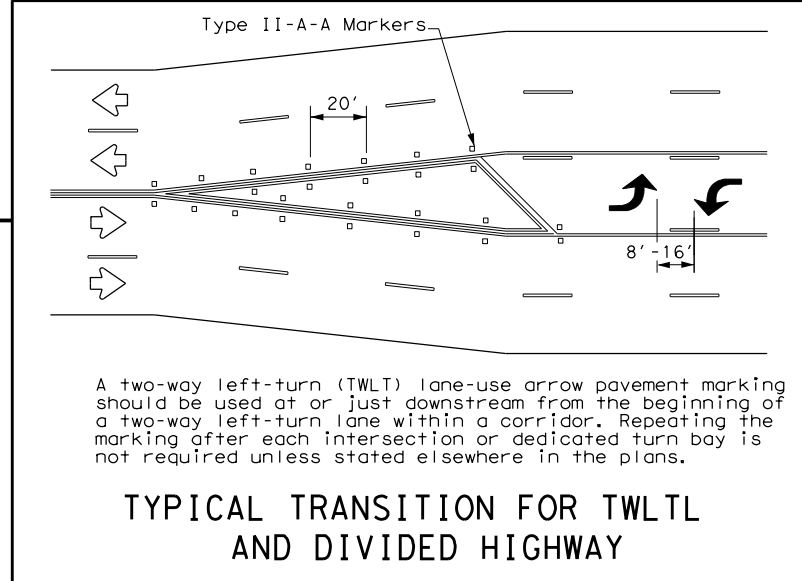 Type II-A-A Markers
20'
8'-16'
A two-way left-turn (TWLT) lane-use arrow pavement marking
should be used at or just downstream from the beginning of
a two-way left-turn lane within a corridor. Repeating the
marking after each intersection or dedicated turn bay is
not required unless stated elsewhere in the plans.
TYPICAL TRANSITION FOR TWLTL
AND DIVIDED HIGHWAY